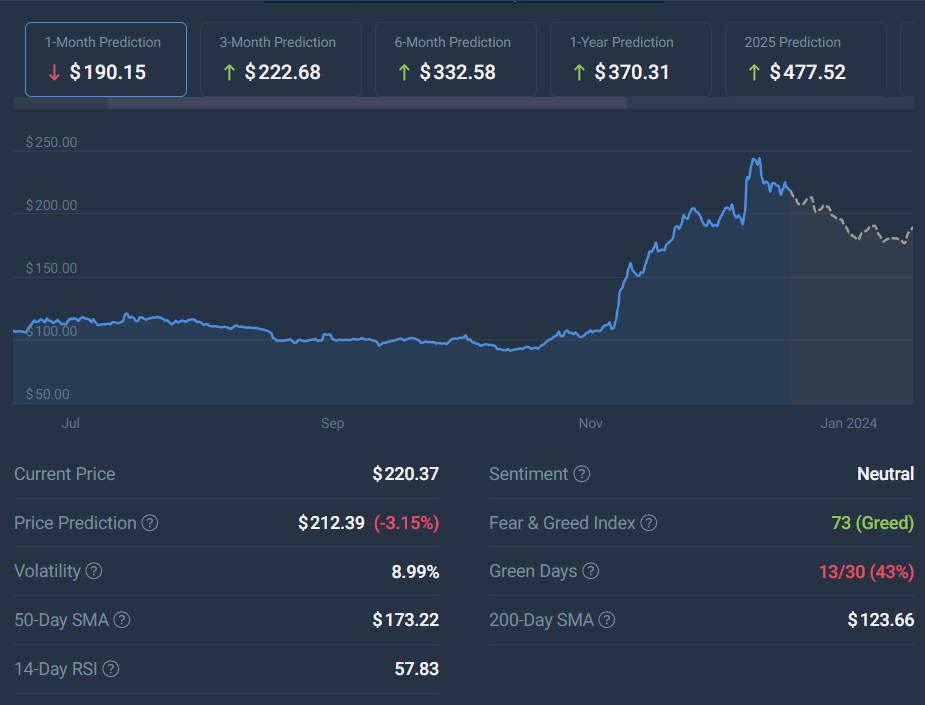 1-Month Prediction
↓ $190.15
3-Month Prediction
↑ $222.68
6-Month Prediction
↑ $332.58
1-Year Prediction
↑ $370.31
2025 Prediction
↑ $477.52
$250.00
$200.00
$150.00
$100.00
$50.00
Jul Sep Nov Jan 2024
Current Price $220.37
Sentiment ? Neutral
Price Prediction ? $212.39 (-3.15%)
Fear & Greed Index ? 73 (Greed)
Volatility ? 8.99%
Green Days ? 13/30 (43%)
50-Day SMA ? $173.22
200-Day SMA ? $123.66
14-Day RSI ? 57.83